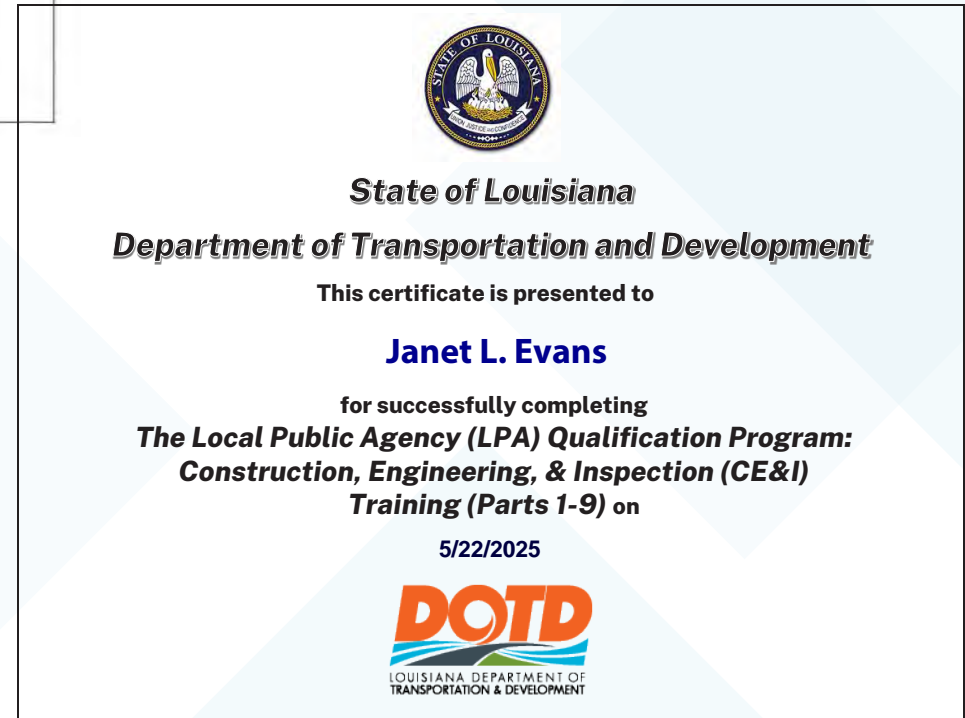 STATE OF LOUISIANA
UNION JUSTICE AND CONFIDENCE
State of Louisiana
Department of Transportation and Development
This certificate is presented to
Janet L. Evans
for successfully completing
The Local Public Agency (LPA) Qualification Program:
Construction, Engineering, & Inspection (CE&I)
Training (Parts 1-9) on
5/22/2025
DOTD
LOUISIANA DEPARTMENT OF
TRANSPORTATION & DEVELOPMENT